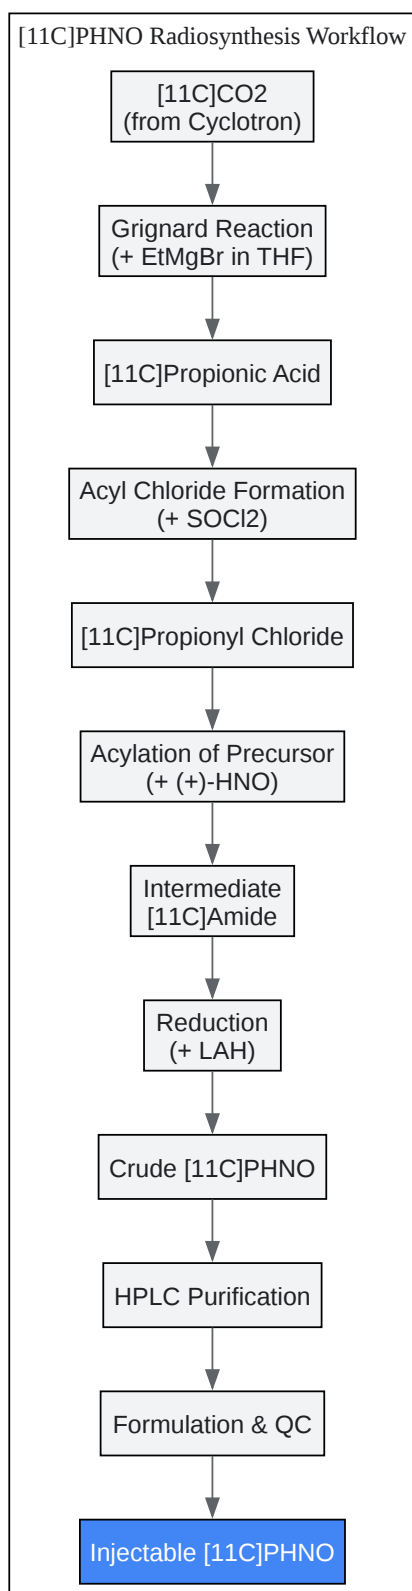 [11C]PHNO Radiosynthesis Workflow
[11C]CO2
(from Cyclotron)
Grignard Reaction
(+ EtMgBr in THF)
[11C]Propionic Acid
Acyl Chloride Formation
(+ SOCl2)
[11C]Propionyl Chloride
Acylation of Precursor
(+ (+)-HNO)
Intermediate
[11C]Amide
Reduction
(+ LAH)
Crude [11C]PHNO
HPLC Purification
Formulation & QC
Injectable [11C]PHNO